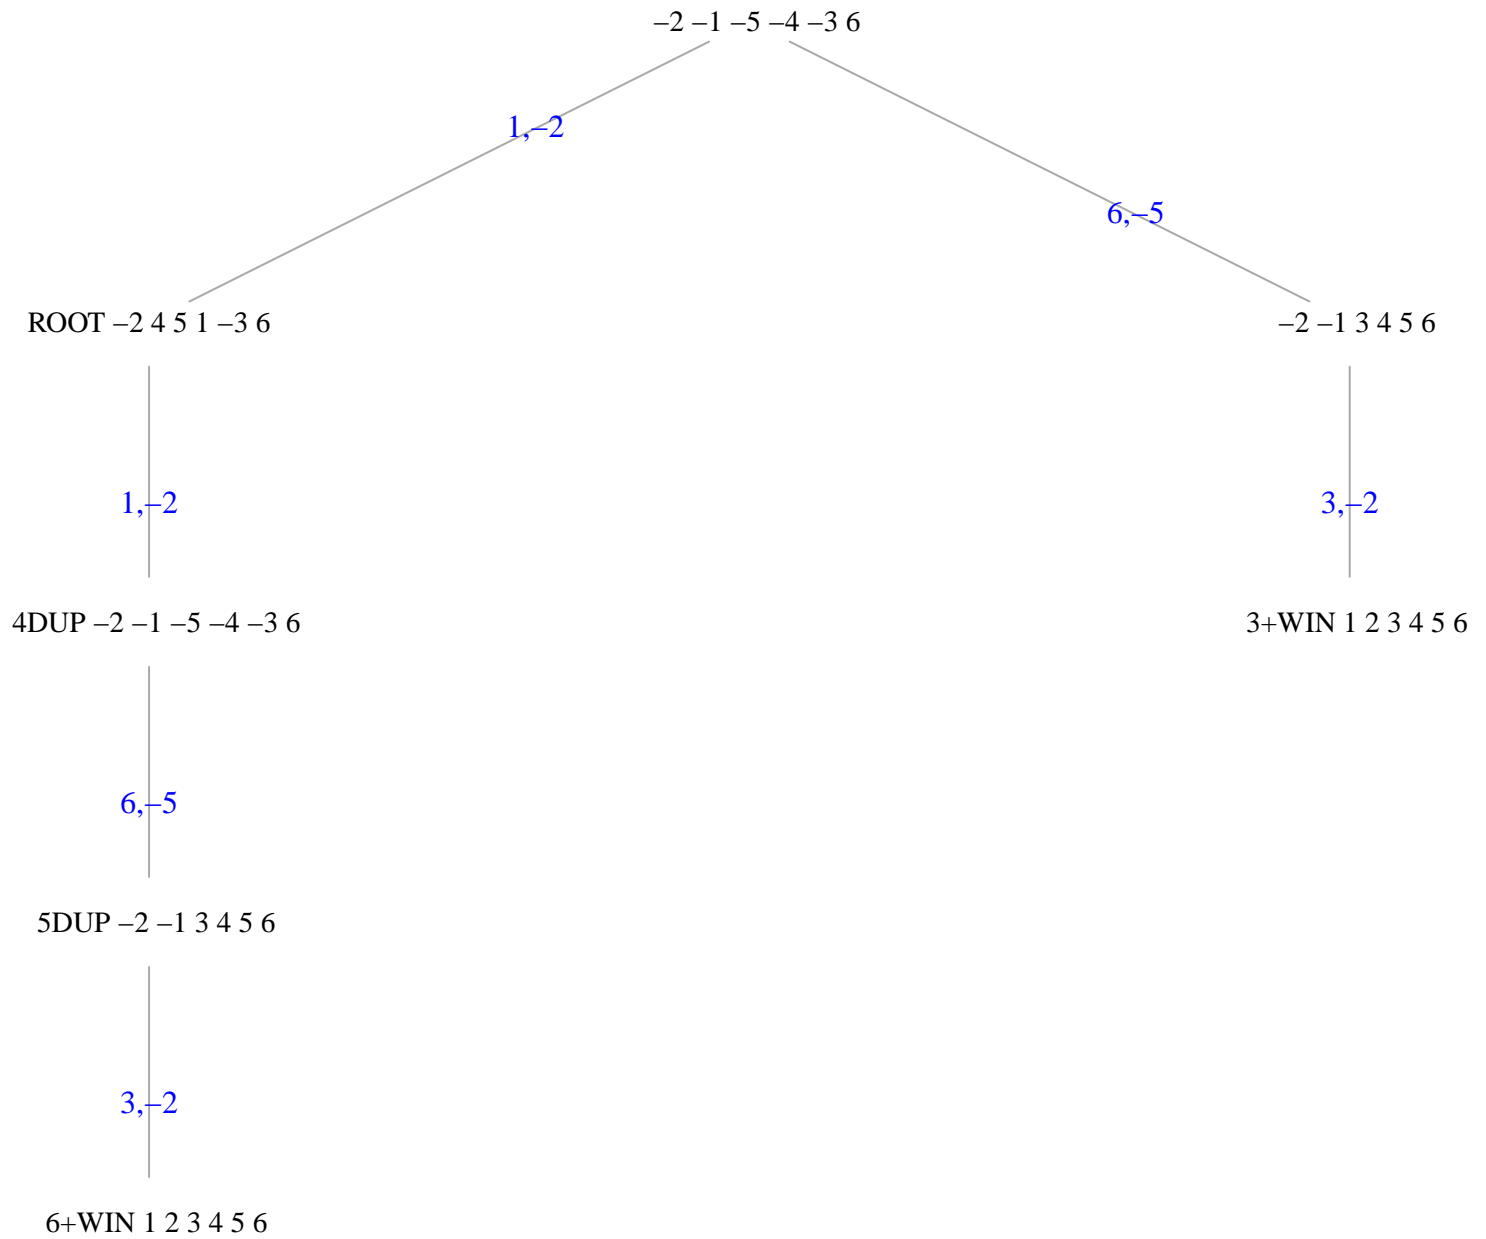 –2 –1 –5 –4 –3 6
1,–2
6,–5
ROOT –2 4 5 1 –3 6
–2 –1 3 4 5 6
1,–2
3,–2
4DUP –2 –1 –5 –4 –3 6
3+WIN 1 2 3 4 5 6
6,–5
5DUP –2 –1 3 4 5 6
3,–2
6+WIN 1 2 3 4 5 6